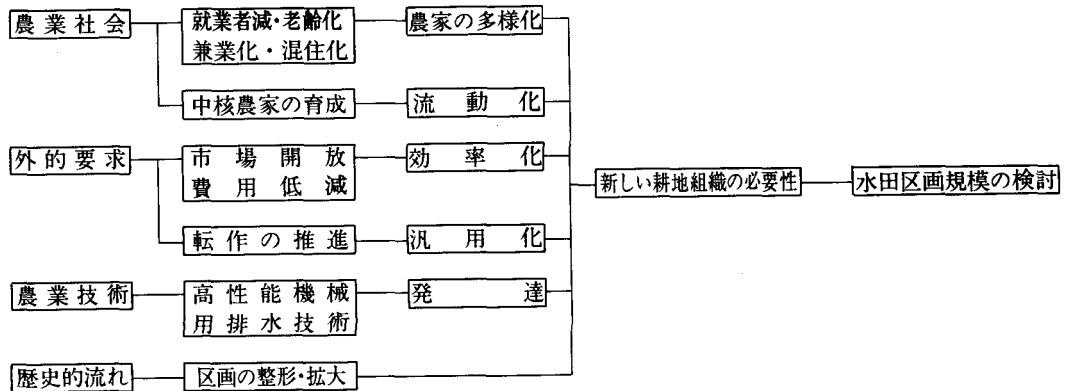 農業社会
就業者減・老齢化
兼業化・混住化
農家の多様化
中核農家の育成
流動化
外的要求
市場開放
費用低減
効率化
転作の推進
汎用化
新しい耕地組織の必要性
水田区画規模の検討
農業技術
高性能機械
用排水技術
発達
歴史的流れ
区画の整形・拡大